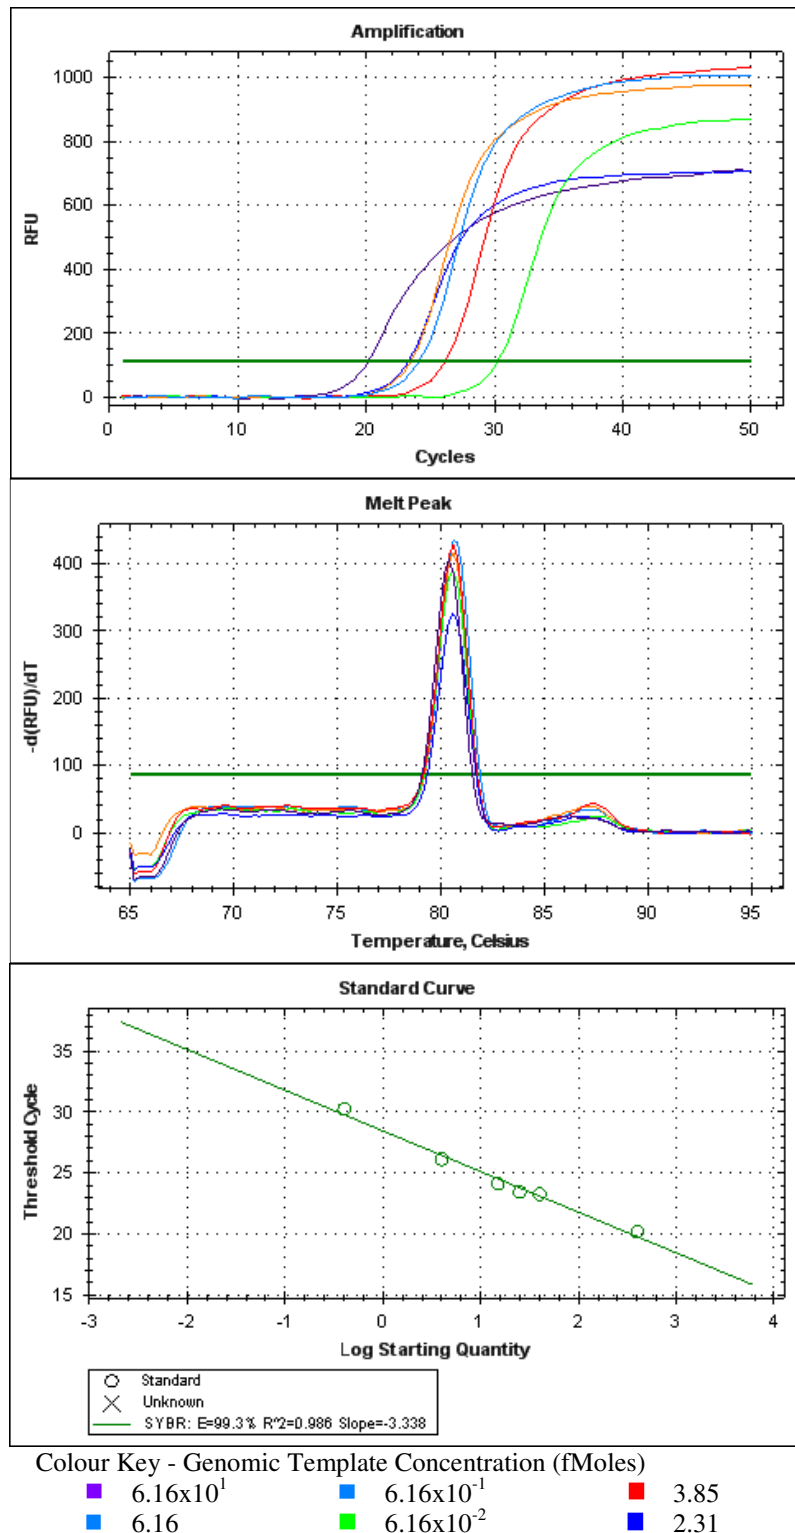 Amplification
1000
800
600
400
200
0
RFU
0 10 20 30 40 50
Cycles
Melt Peak
400
300
200
100
0
-d(RFU)/dT
65 70 75 80 85 90 95
Temperature, Celsius
Standard Curve
35
30
25
20
15
Threshold Cycle
-3 -2 -1 0 1 2 3 4
Log Starting Quantity
Standard
Unknown
SYBR: E=99.3% R^2=0.986 Slope=-3.338
Colour Key - Genomic Template Concentration (fMoles)
6.16x10¹ 6.16x10⁻¹ 3.85
6.16 6.16x10⁻² 2.31